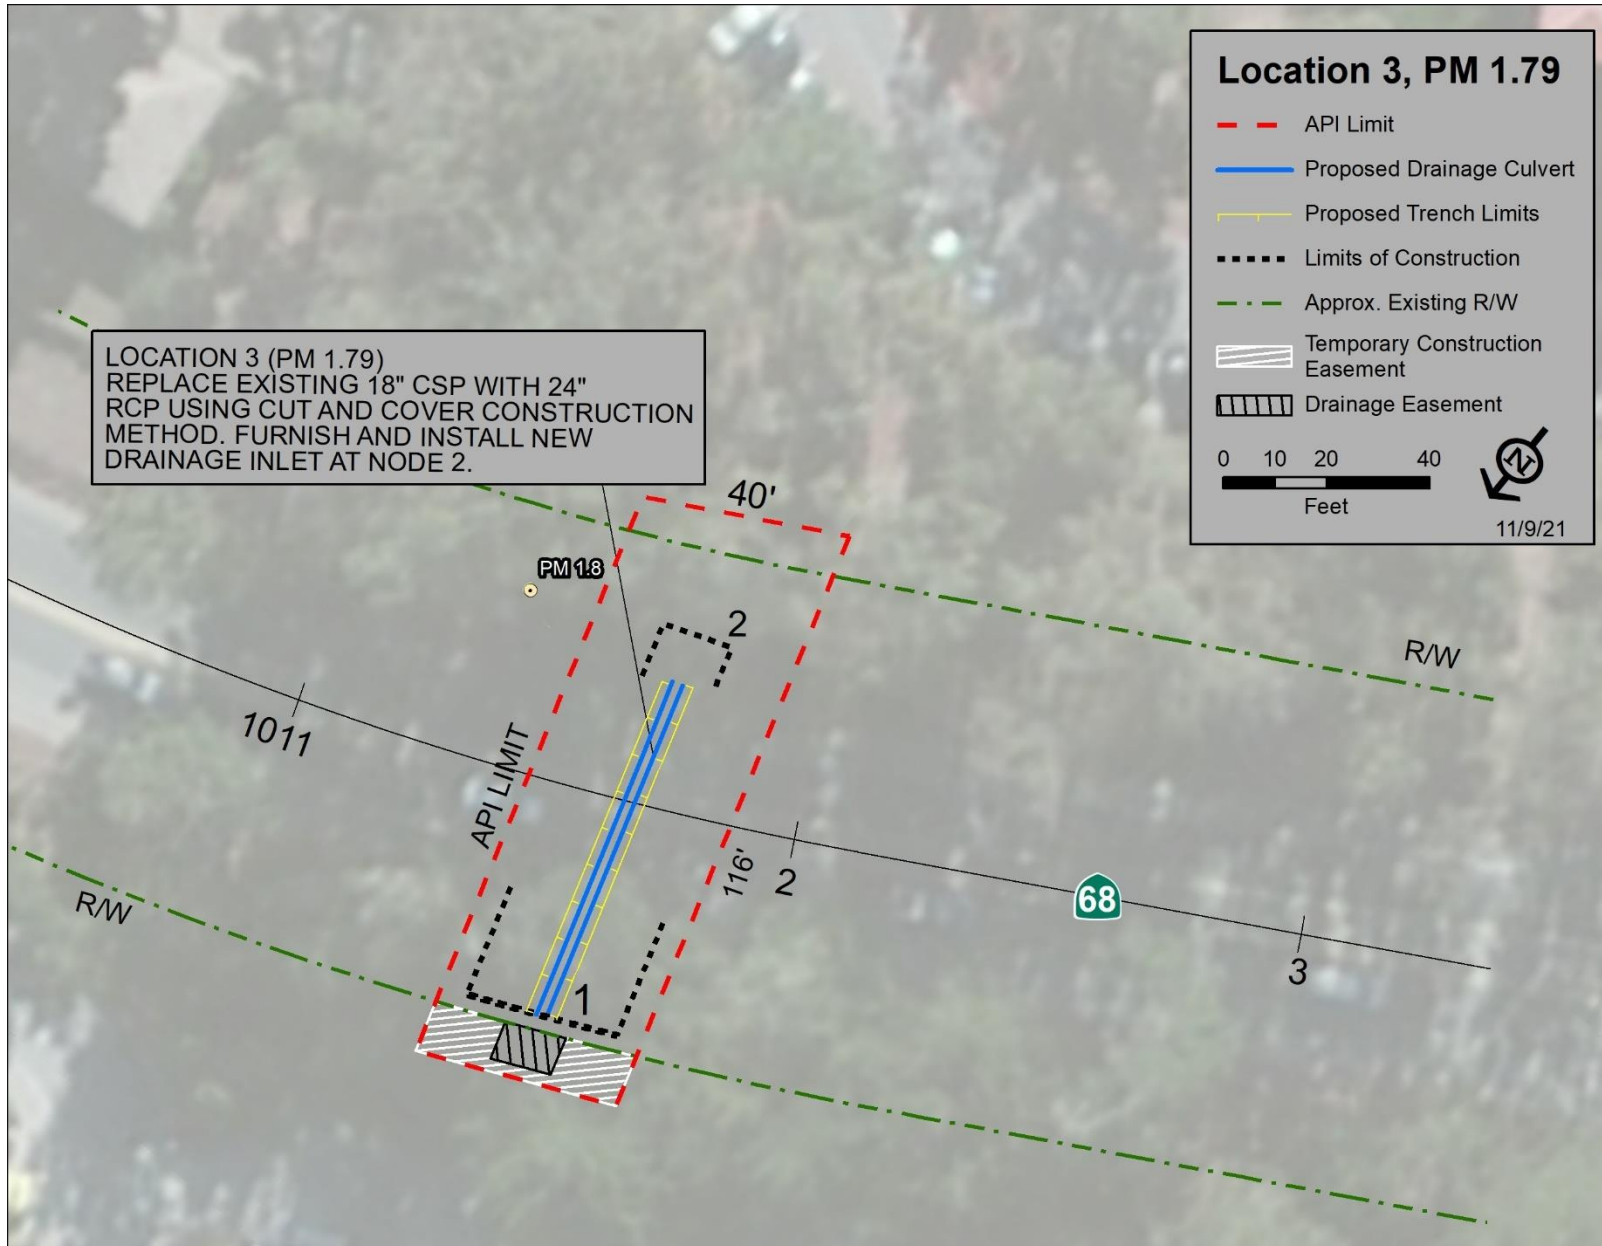 Location 3, PM 1.79
API Limit
Proposed Drainage Culvert
Proposed Trench Limits
Limits of Construction
Approx. Existing R/W
Temporary Construction
Easement
Drainage Easement
0 10 20 40
Feet
N
11/9/21
LOCATION 3 (PM 1.79)
REPLACE EXISTING 18" CSP WITH 24"
RCP USING CUT AND COVER CONSTRUCTION
METHOD. FURNISH AND INSTALL NEW
DRAINAGE INLET AT NODE 2.
40'
PM 1.8
2
R/W
1011
API LIMIT
116'
2
68
R/W
3
1